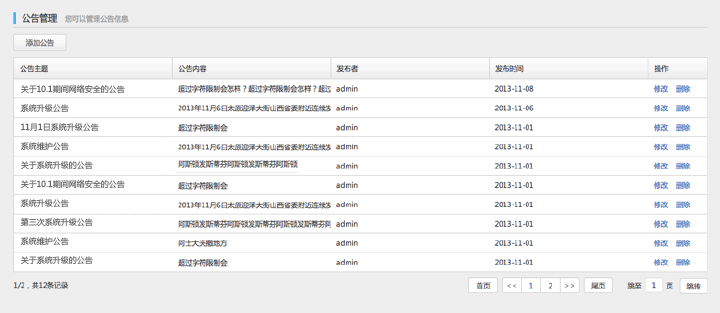 公告管理 您可以管理公告信息
添加公告
公告主题 公告内容 发布者 发布时间 操作
关于10.1期间网络安全的公告 超过字符限制会怎样？超过字符限制会怎样？超过 admin 2013-11-08 修改 删除
系统升级公告 2013年11月6日太旅迎泽大街山西省委附近连续发 admin 2013-11-06 修改 删除
11月1日系统升级公告 超过字符限制会 admin 2013-11-01 修改 删除
系统维护公告 2013年11月6日太旅迎泽大街山西省委附近连续发 admin 2013-11-01 修改 删除
关于系统升级的公告 阿斯顿发斯蒂芬阿斯顿发斯蒂芬阿斯顿 admin 2013-11-01 修改 删除
关于10.1期间网络安全的公告 超过字符限制会 admin 2013-11-01 修改 删除
系统升级公告 2013年11月6日太旅迎泽大街山西省委附近连续发 admin 2013-11-01 修改 删除
第三次系统升级公告 阿斯顿发斯蒂芬阿斯顿发斯蒂芬阿斯顿发斯蒂芬阿 admin 2013-11-01 修改 删除
系统维护公告 阿士大夫撒地方 admin 2013-11-01 修改 删除
关于系统升级的公告 超过字符限制会 admin 2013-11-01 修改 删除
1/2，共12条记录 首页 << 1 2 >> 尾页 跳至 1 页 跳转